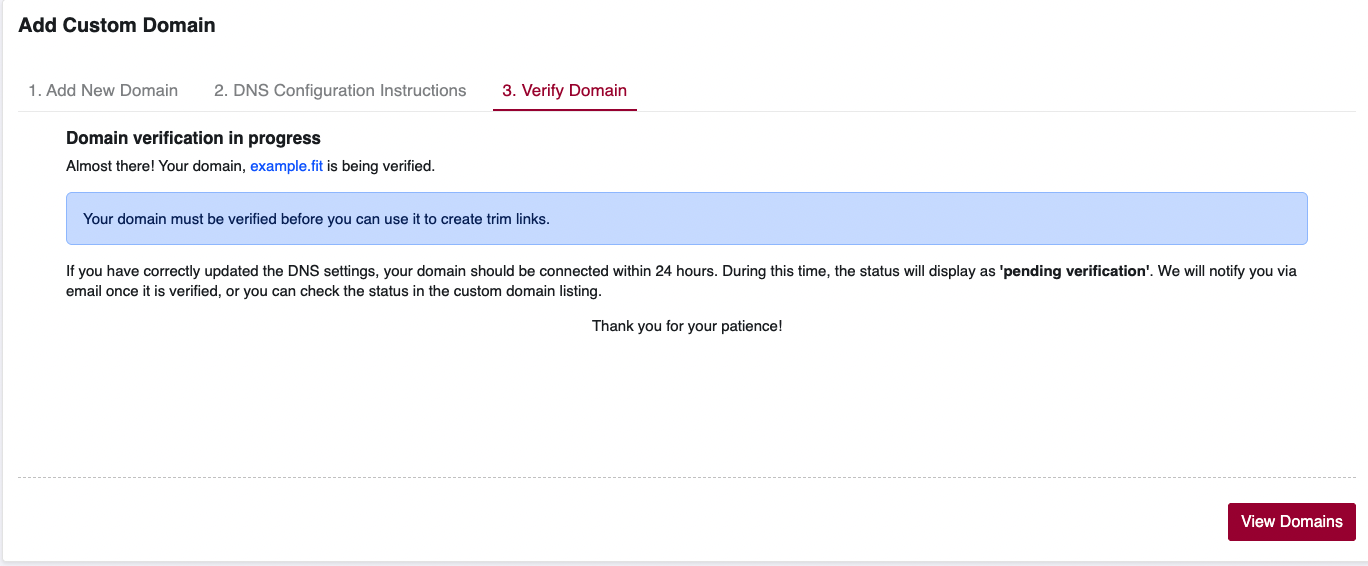 Add Custom Domain
1. Add New Domain
2. DNS Configuration Instructions
3. Verify Domain
Domain verification in progress
Almost there! Your domain, example.fit is being verified.
Your domain must be verified before you can use it to create trim links.
If you have correctly updated the DNS settings, your domain should be connected within 24 hours. During this time, the status will display as 'pending verification'. We will notify you via
email once it is verified, or you can check the status in the custom domain listing.
Thank you for your patience!
View Domains